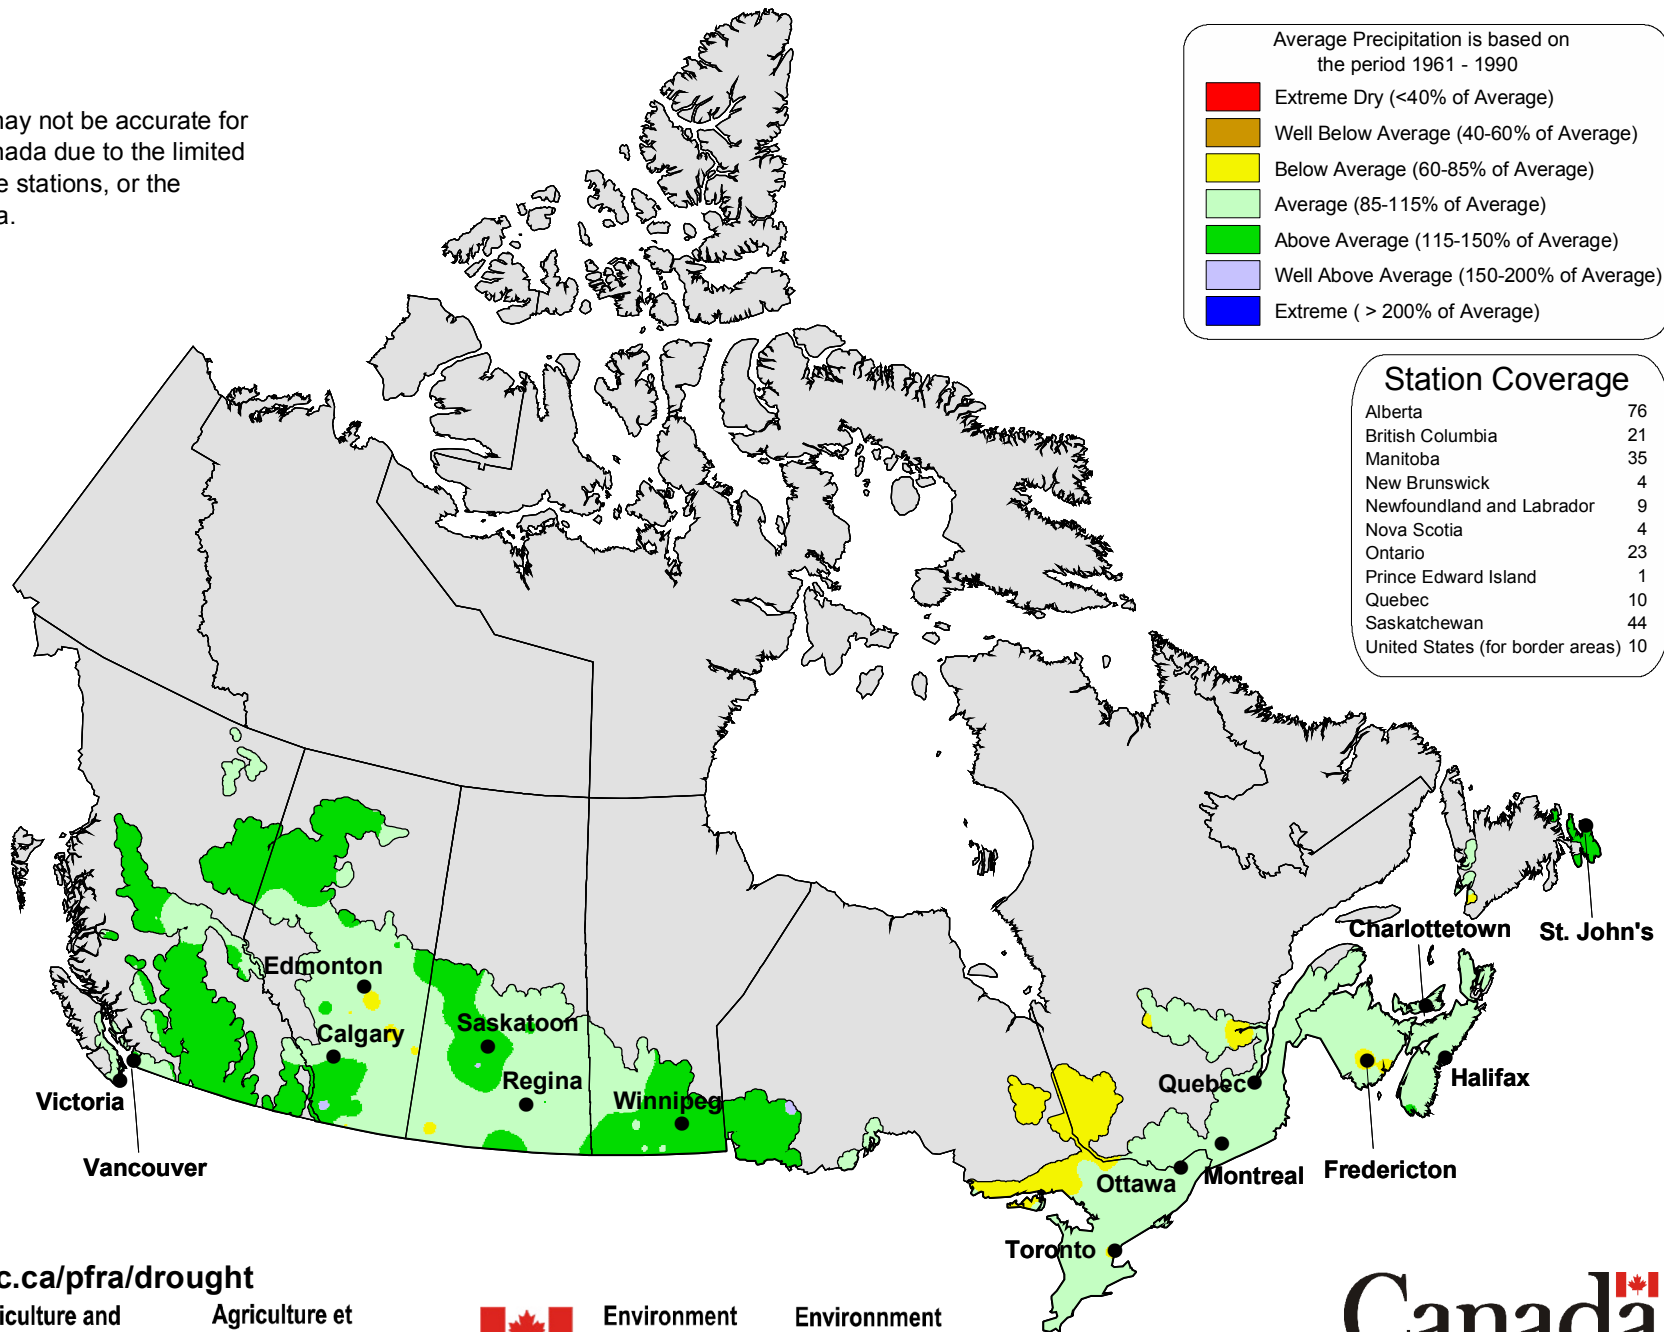 may not be accurate for
nada due to the limited
e stations, or the
a.
Average Precipitation is based on
the period 1961 - 1990
Extreme Dry (<40% of Average)
Well Below Average (40-60% of Average)
Below Average (60-85% of Average)
Average (85-115% of Average)
Above Average (115-150% of Average)
Well Above Average (150-200% of Average)
Extreme ( > 200% of Average)
Station Coverage
Alberta 76
British Columbia 21
Manitoba 35
New Brunswick 4
Newfoundland and Labrador 9
Nova Scotia 4
Ontario 23
Prince Edward Island 1
Quebec 10
Saskatchewan 44
United States (for border areas) 10
Charlottetown
St. John's
Edmonton
Calgary
Saskatoon
Regina
Winnipeg
Victoria
Vancouver
Quebec
Halifax
Ottawa
Montreal
Fredericton
Toronto
c.ca/pfra/drought
iculture and
Agriculture et
Environment
Environnment
Canada